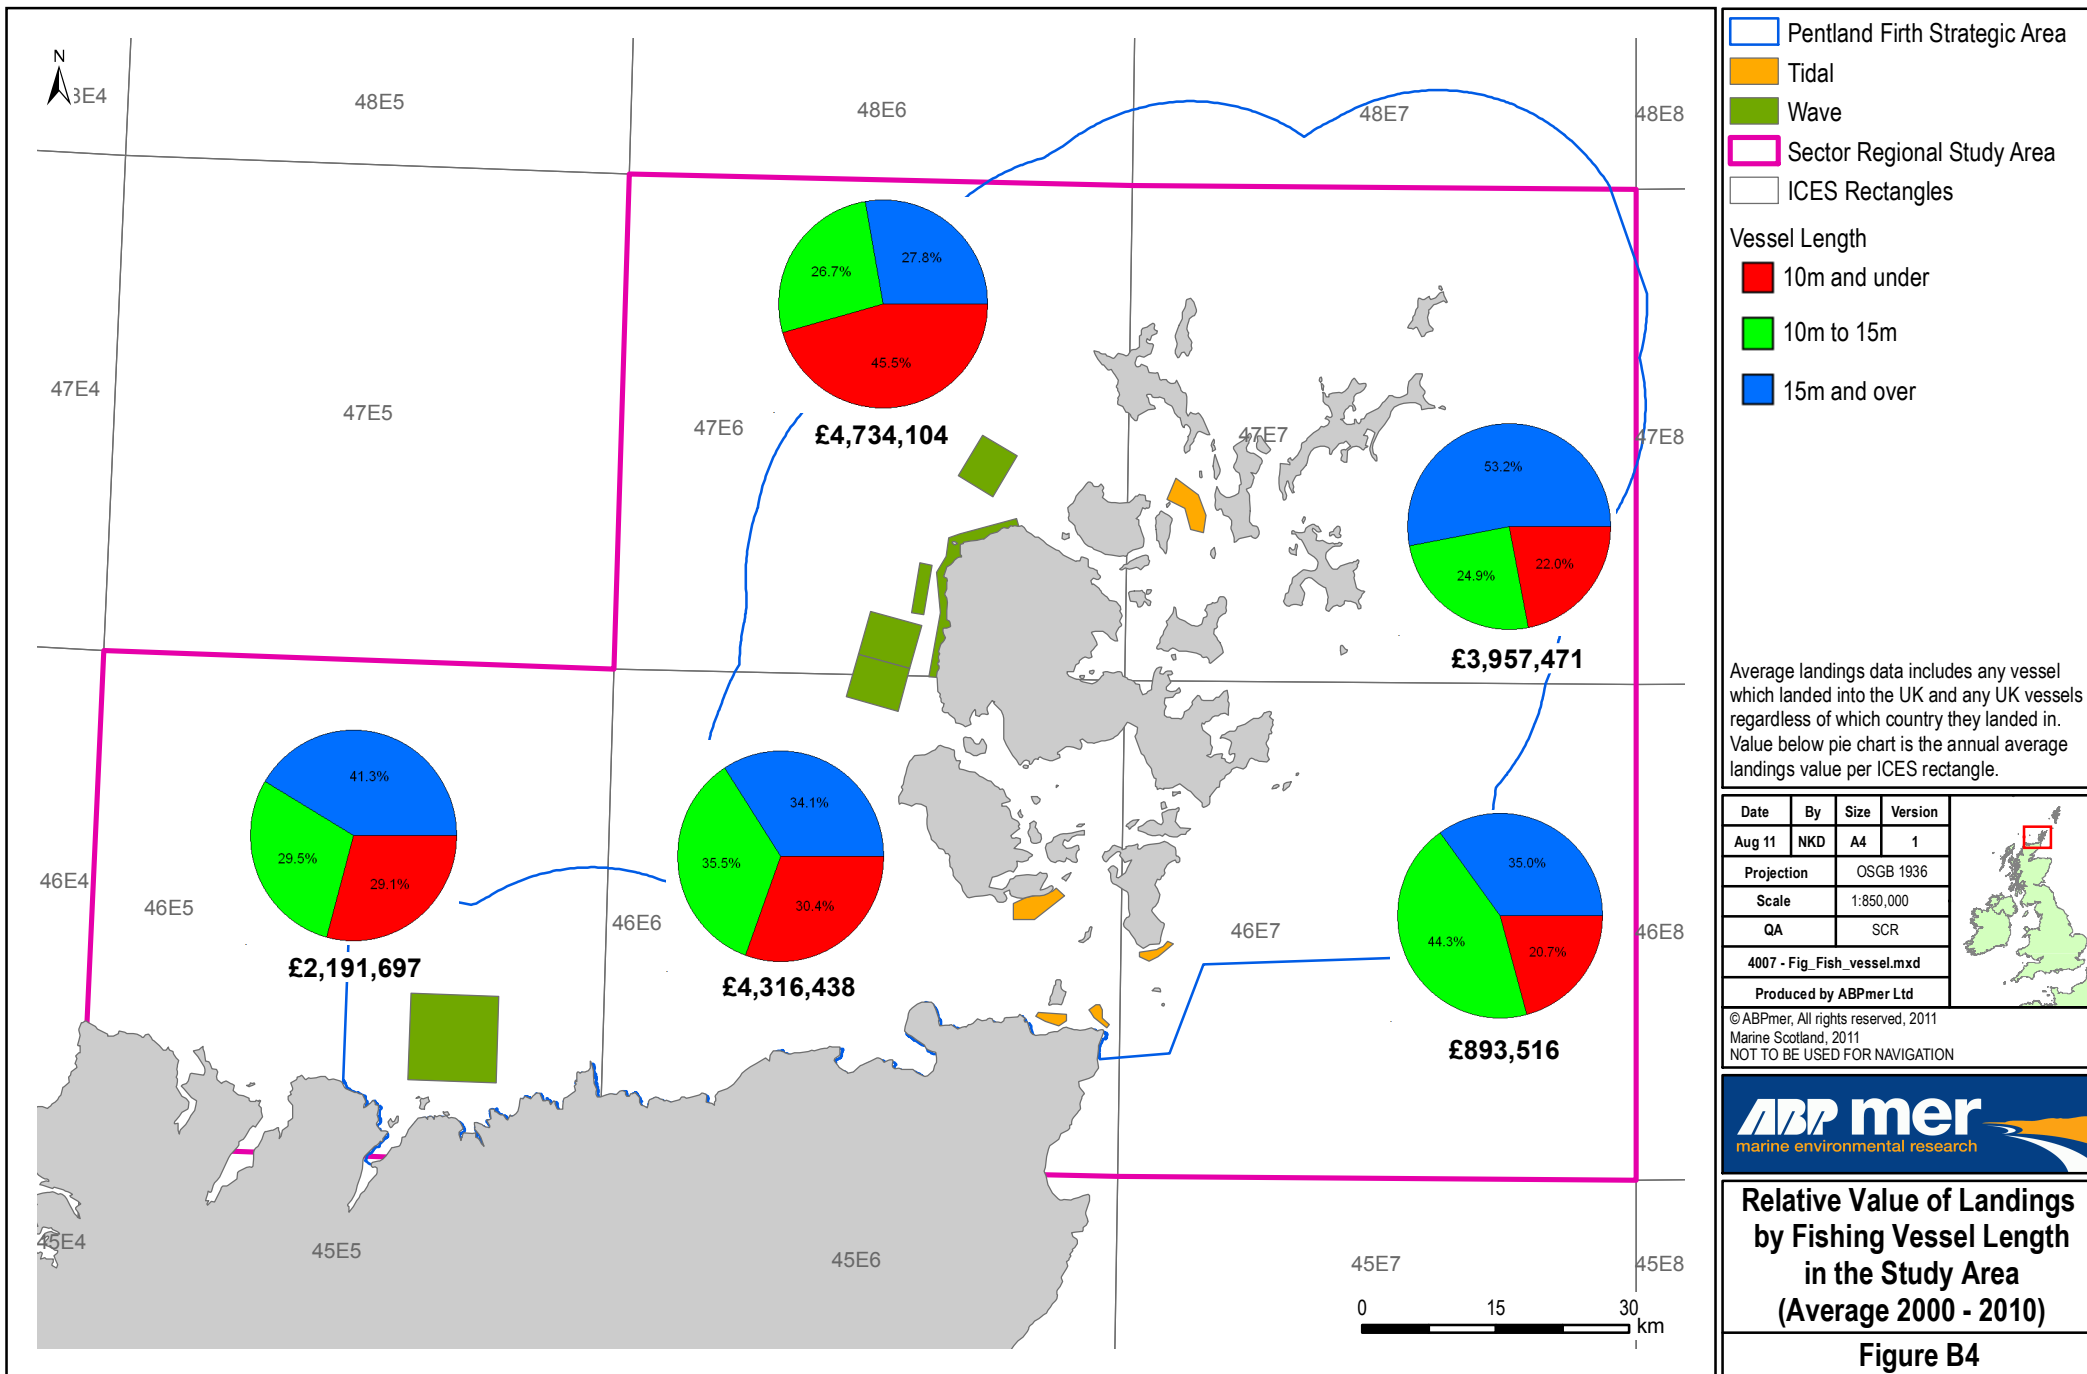 N
3E4
48E5
48E6
48E7
48E8
26.7%
27.8%
45.5%
£4,734,104
47E4
47E5
47E6
47E7
47E8
53.2%
24.9%
22.0%
£3,957,471
41.3%
29.5%
29.1%
£2,191,697
34.1%
35.5%
30.4%
£4,316,438
35.0%
44.3%
20.7%
£893,516
46E4
46E5
46E6
46E7
46E8
45E4
45E5
45E6
45E7
45E8
0 15 30
km
Pentland Firth Strategic Area
Tidal
Wave
Sector Regional Study Area
ICES Rectangles
Vessel Length
10m and under
10m to 15m
15m and over
Average landings data includes any vessel
which landed into the UK and any UK vessels
regardless of which country they landed in.
Value below pie chart is the annual average
landings value per ICES rectangle.
Date By Size Version
Aug 11 NKD A4 1
Projection OSGB 1936
Scale 1:850,000
QA SCR
4007 - Fig_Fish_vessel.mxd
Produced by ABPmer Ltd
© ABPmer, All rights reserved, 2011
Marine Scotland, 2011
NOT TO BE USED FOR NAVIGATION
ABP mer
marine environmental research
Relative Value of Landings
by Fishing Vessel Length
in the Study Area
(Average 2000 - 2010)
Figure B4